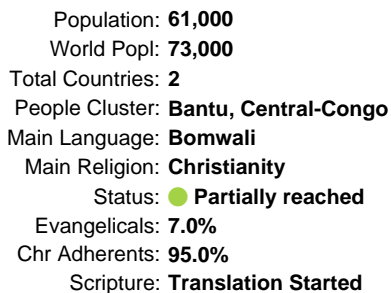 Population: 61,000
World Popl: 73,000
Total Countries: 2
People Cluster: Bantu, Central-Congo
Main Language: Bomwali
Main Religion: Christianity
Status: Partially reached
Evangelicals: 7.0%
Chr Adherents: 95.0%
Scripture: Translation Started